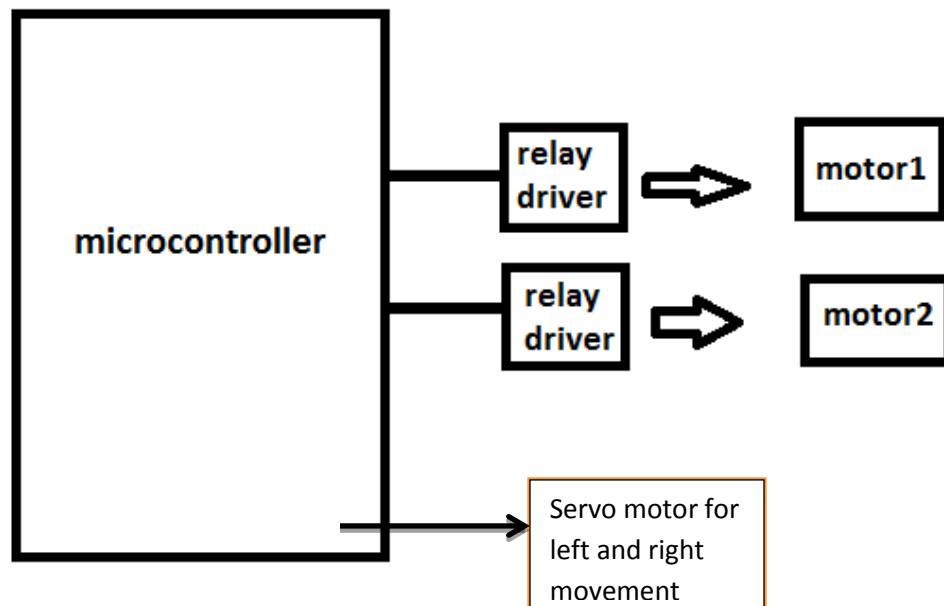 microcontroller
relay
driver
motor1
relay
driver
motor2
Servo motor for
left and right
movement